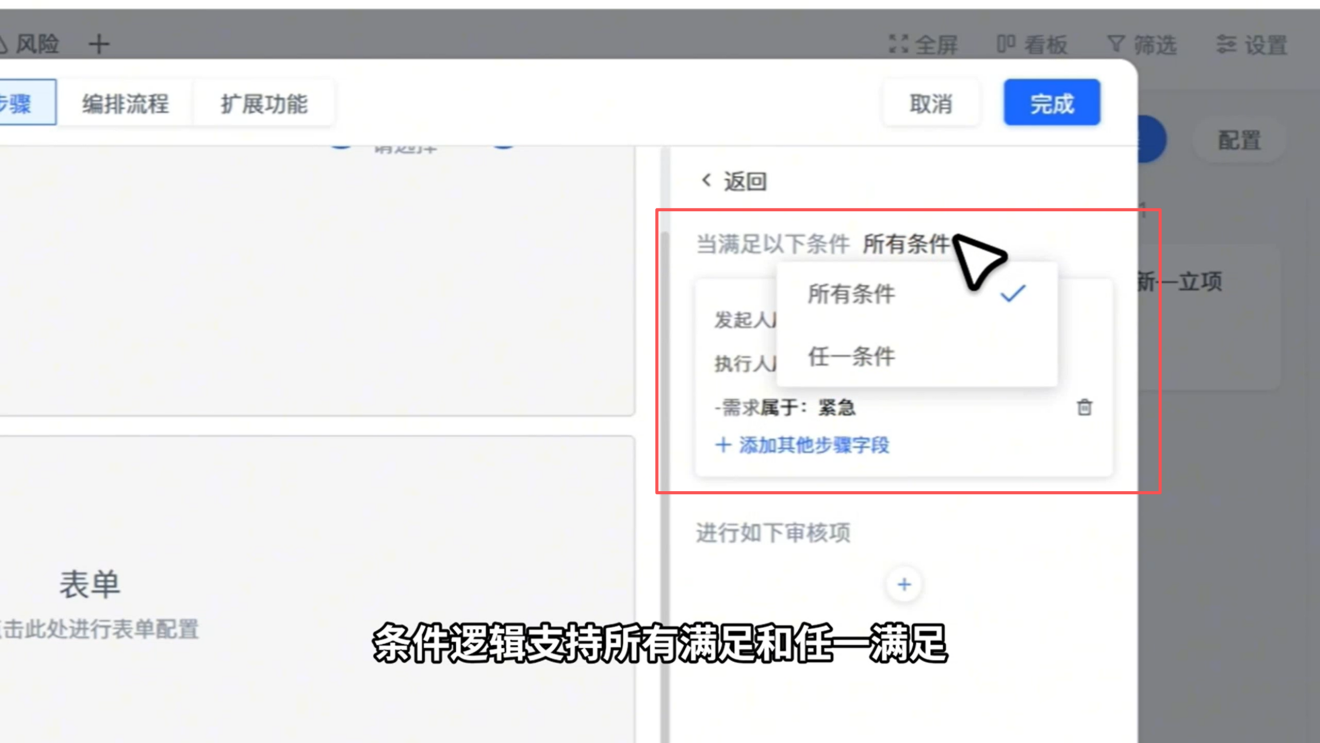 风险
全屏
看板
筛选
设置
步骤
编排流程
扩展功能
取消
完成
配置
请选择
返回
当满足以下条件 所有条件
所有条件
任一条件
发起人
执行人
-需求属于：紧急
添加其他步骤字段
新—立项
进行如下审核项
表单
点击此处进行表单配置
条件逻辑支持所有满足和任一满足